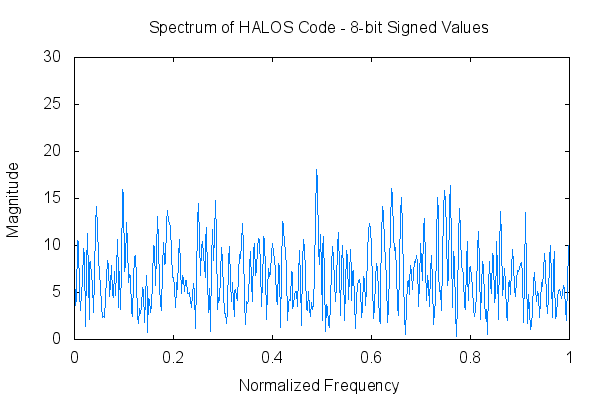 Spectrum of HALOS Code - 8-bit Signed Values
30
25
20
15
10
5
0
Magnitude
0 0.2 0.4 0.6 0.8 1
Normalized Frequency